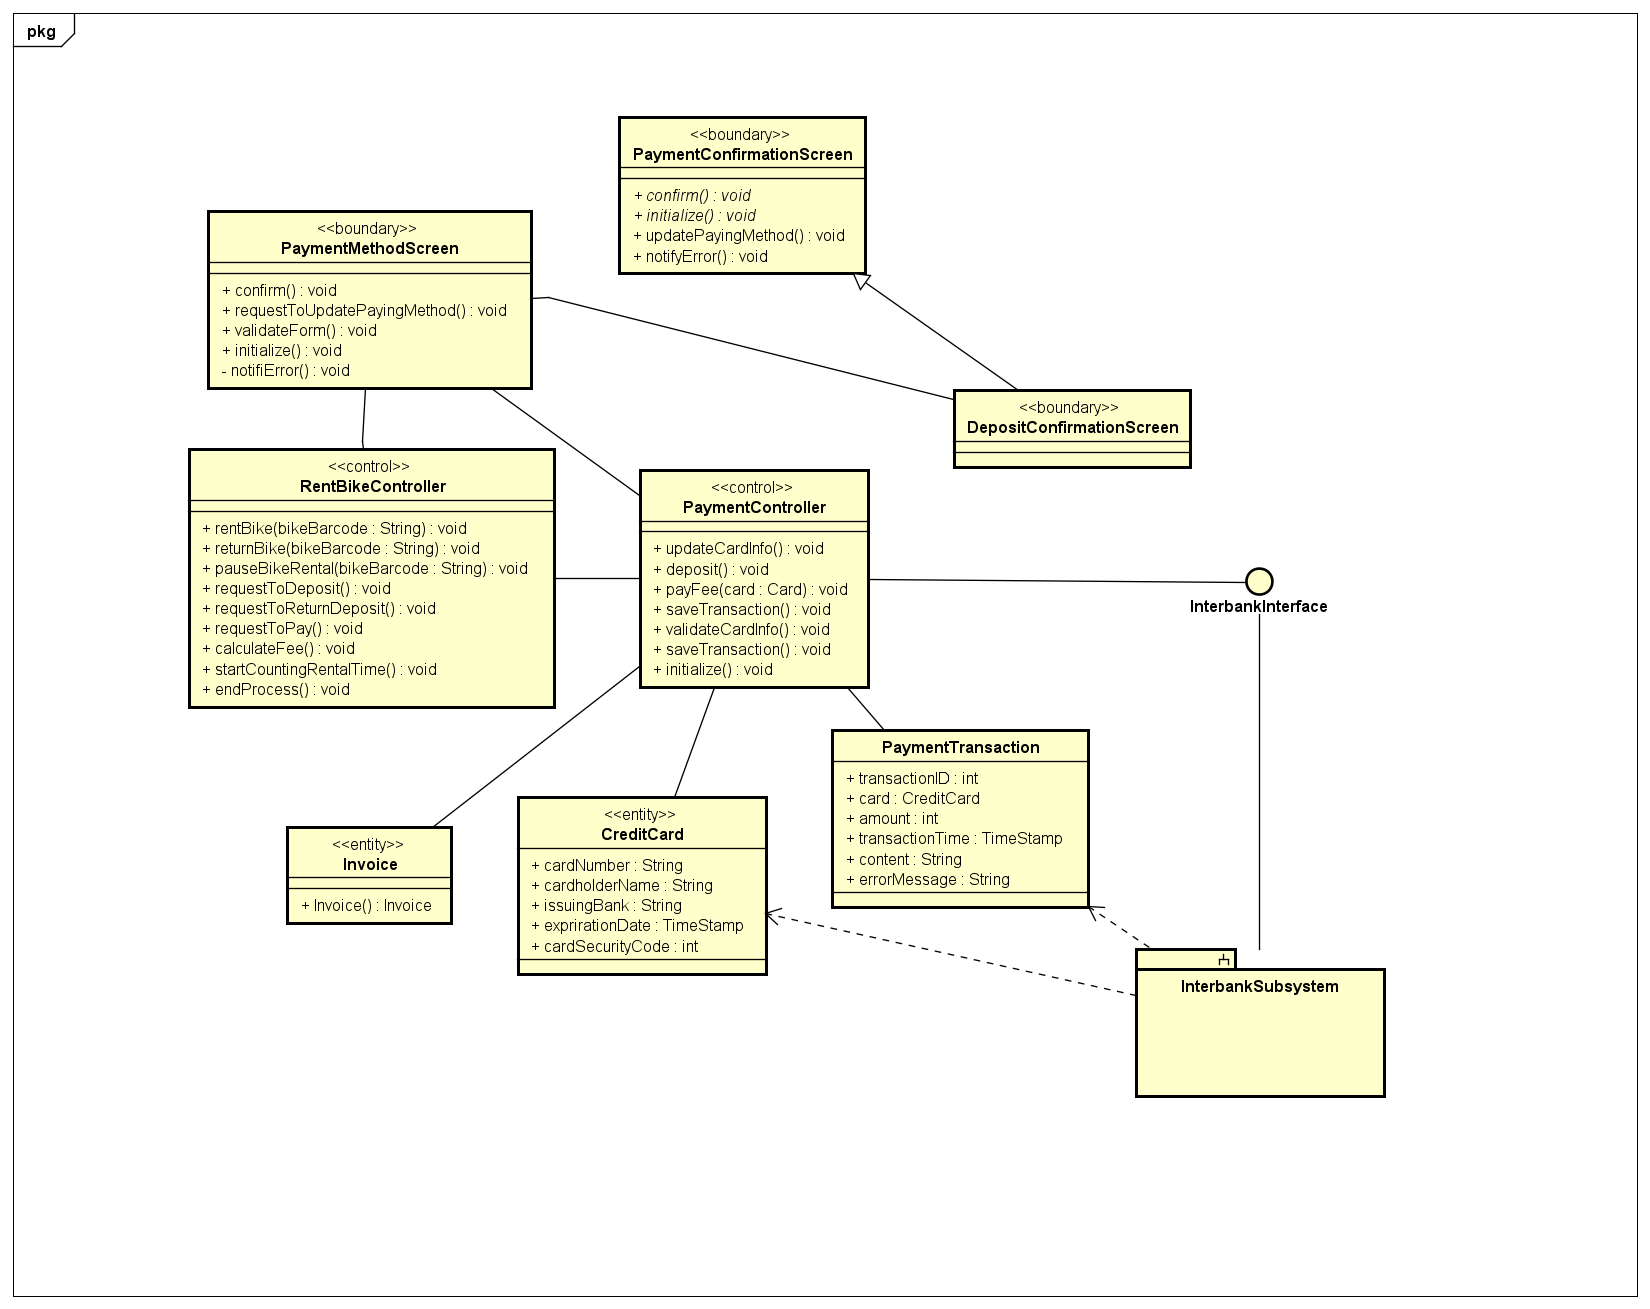 pkg
<<boundary>>
PaymentConfirmationScreen
+ confirm() : void
+ initialize() : void
+ updatePayingMethod() : void
+ notifyError() : void
<<boundary>>
PaymentMethodScreen
+ confirm() : void
+ requestToUpdatePayingMethod() : void
+ validateForm() : void
+ initialize() : void
- notifiError() : void
<<boundary>>
DepositConfirmationScreen
<<control>>
RentBikeController
+ rentBike(bikeBarcode : String) : void
+ returnBike(bikeBarcode : String) : void
+ pauseBikeRental(bikeBarcode : String) : void
+ requestToDeposit() : void
+ requestToReturnDeposit() : void
+ requestToPay() : void
+ calculateFee() : void
+ startCountingRentalTime() : void
+ endProcess() : void
<<control>>
PaymentController
+ updateCardInfo() : void
+ deposit() : void
+ payFee(card : Card) : void
+ saveTransaction() : void
+ validateCardInfo() : void
+ saveTransaction() : void
+ initialize() : void
InterbankInterface
PaymentTransaction
+ transactionID : int
+ card : CreditCard
+ amount : int
+ transactionTime : TimeStamp
+ content : String
+ errorMessage : String
<<entity>>
CreditCard
+ cardNumber : String
+ cardholderName : String
+ issuingBank : String
+ exprirationDate : TimeStamp
+ cardSecurityCode : int
<<entity>>
Invoice
+ Invoice() : Invoice
InterbankSubsystem